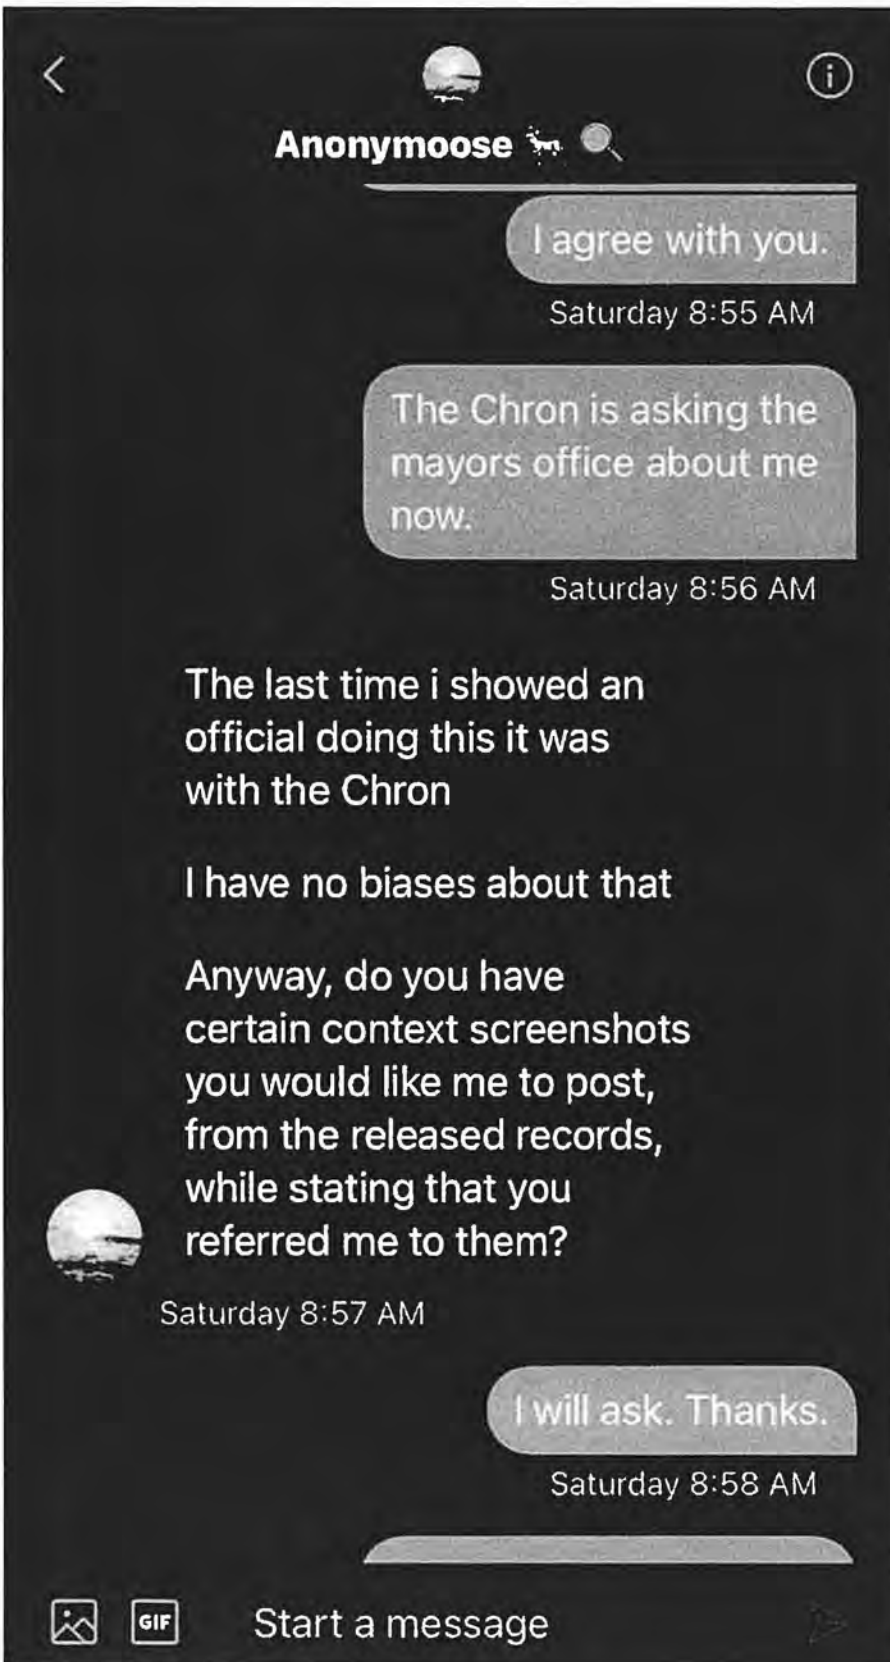 Anonymoose
I agree with you.
Saturday 8:55 AM
The Chron is asking the
mayors office about me
now.
Saturday 8:56 AM
The last time i showed an
official doing this it was
with the Chron
I have no biases about that
Anyway, do you have
certain context screenshots
you would like me to post,
from the released records,
while stating that you
referred me to them?
Saturday 8:57 AM
I will ask. Thanks.
Saturday 8:58 AM
GIF Start a message